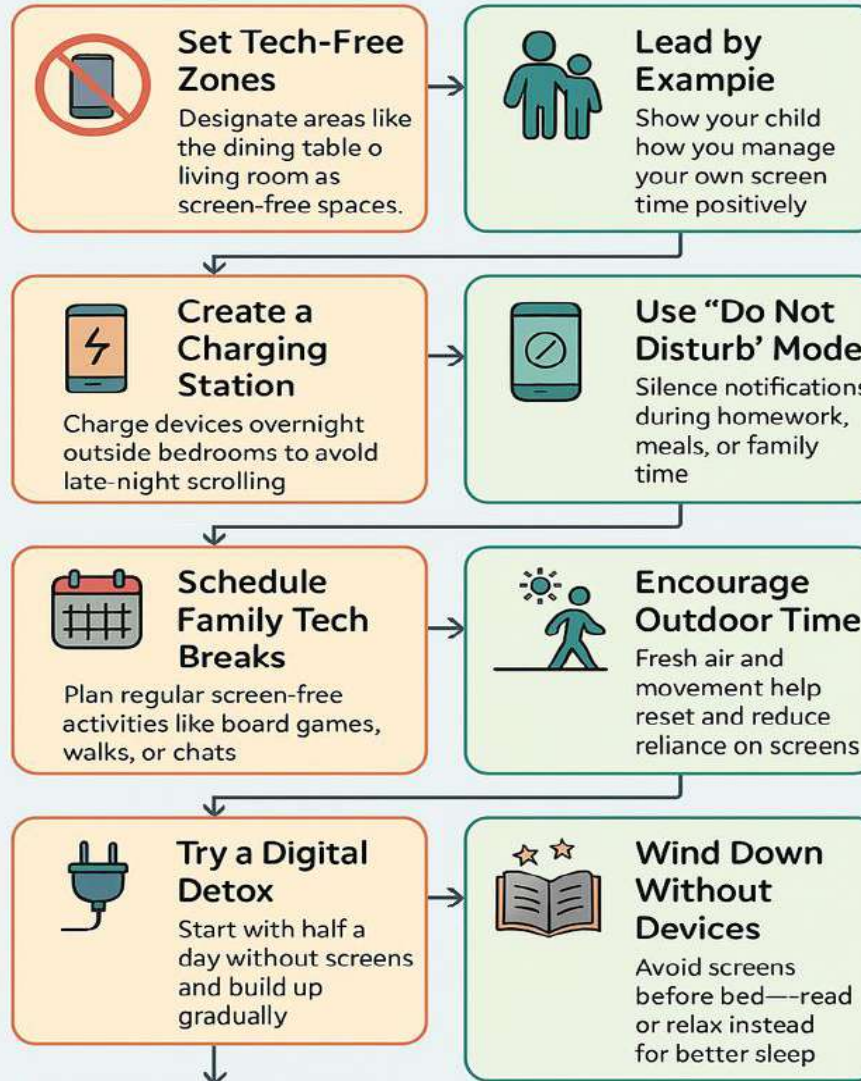 Set Tech-Free
Zones
Designate areas like
the dining table o
living room as
screen-free spaces.
Lead by
Exampie
Show your child
how you manage
your own screen
time positively
Create a
Charging
Station
Charge devices overnight
outside bedrooms to avold
late-night scrolling
Use “Do Not
Disturb’ Mode
Silence notifications
during homework,
meals, or family
time
Schedule
Family Tech
Breaks
Plan regular screen-free
activities like board games,
walks, or chats
Encourage
Outdoor Time
Fresh air and
movement help
reset and reduce
reliance on screens
Try a Digital
Detox
Start with half a
day without screens
and build up
gradually
Wind Down
Without
Devices
Avoid screens
before bed—-read
or relax instead
for better sleep